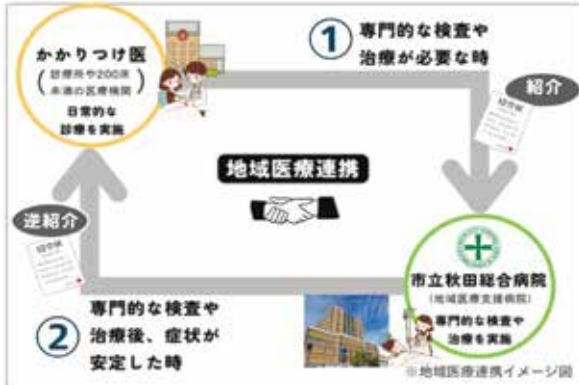 かかりつけ医
(診療所や200床
未満の医療機関)
日常的な
診療を実施
① 専門的な検査や
治療が必要な時
紹介
紹介状
地域医療連携
逆紹介
紹介状
市立秋田総合病院
(地域医療支援病院)
専門的な検査や
治療を実施
② 専門的な検査や
治療後、症状が
安定した時
※地域医療連携イメージ図